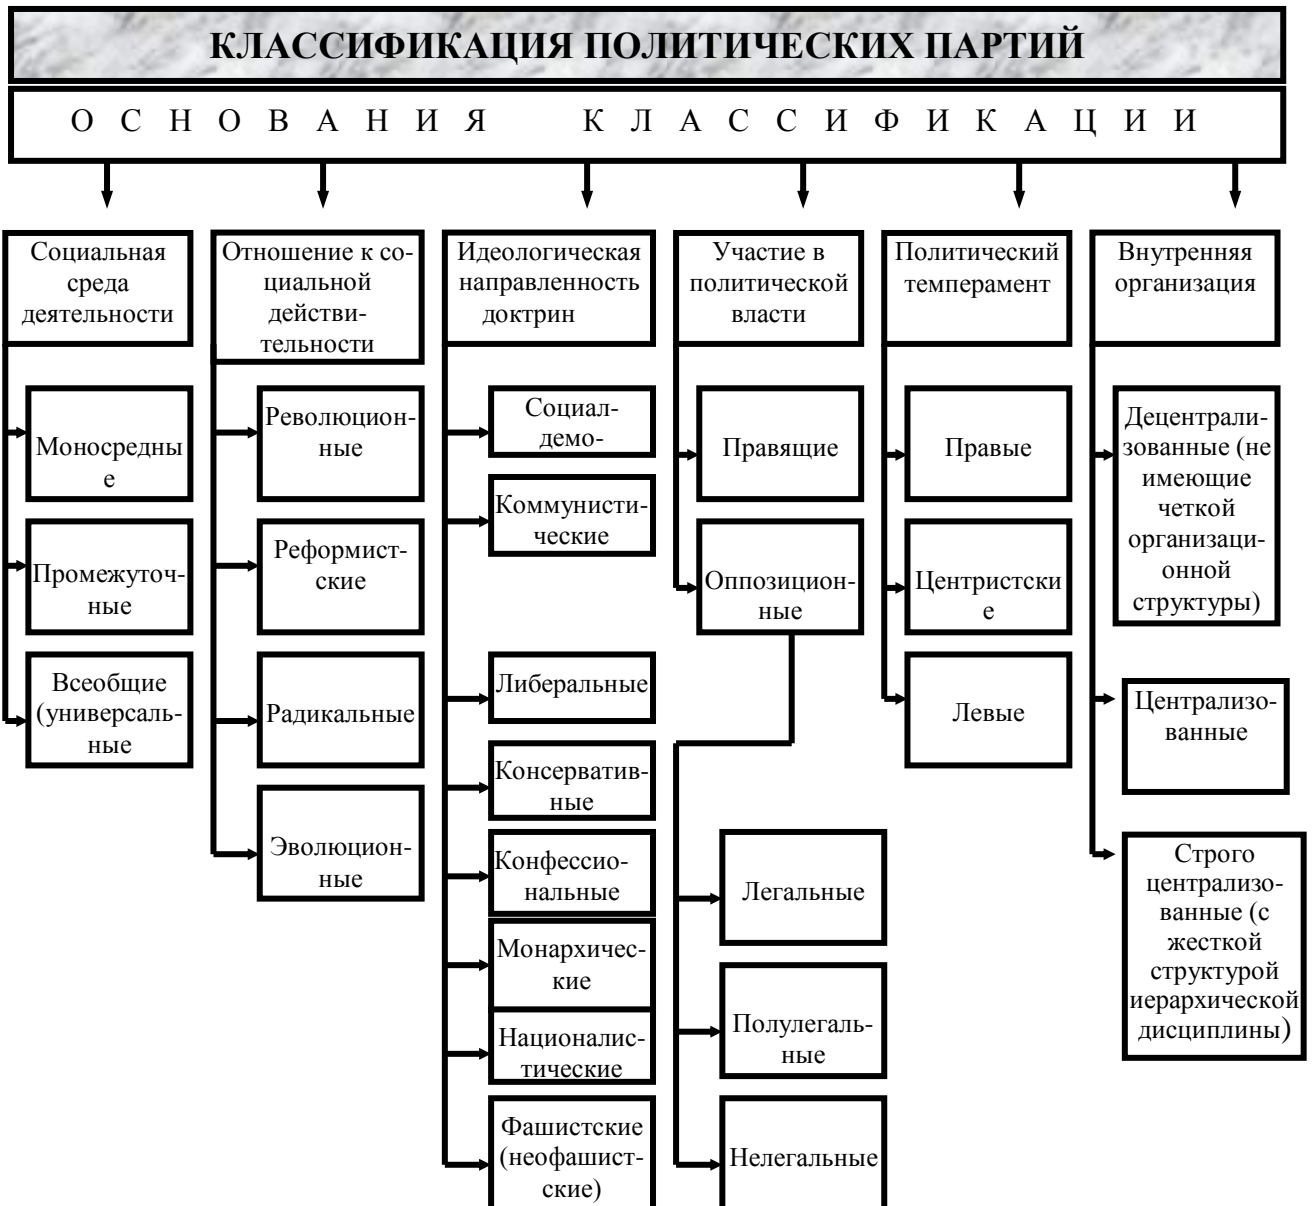 КЛАССИФИКАЦИЯ ПОЛИТИЧЕСКИХ ПАРТИЙ
ОСНОВАНИЯ КЛАССИФИКАЦИИ
Социальная
среда
деятельности
Моносредны
е
Промежуточ-
ные
Всеобщие
(универсаль-
ные
Отношение к со-
циальной
действи-
тельности
Революцион-
ные
Реформист-
ские
Радикальные
Эволюцион-
ные
Идеологическая
направленность
доктрин
Социал-
демо-
Коммунисти-
ческие
Либеральные
Консерватив-
ные
Конфессио-
нальные
Монархичес-
кие
Националис-
тические
Фашистские
(неофашист-
ские)
Участие в
политической
власти
Правящие
Оппозицион-
ные
Легальные
Полулегаль-
ные
Нелегальные
Политический
темперамент
Правые
Центристски
е
Левые
Внутренняя
организация
Децентрали-
зованные (не
имеющие
четкой
организаци-
онной
структуры)
Централизо-
ванные
Строго
централизо-
ванные (с
жесткой
структурой
иерархической
дисциплины)